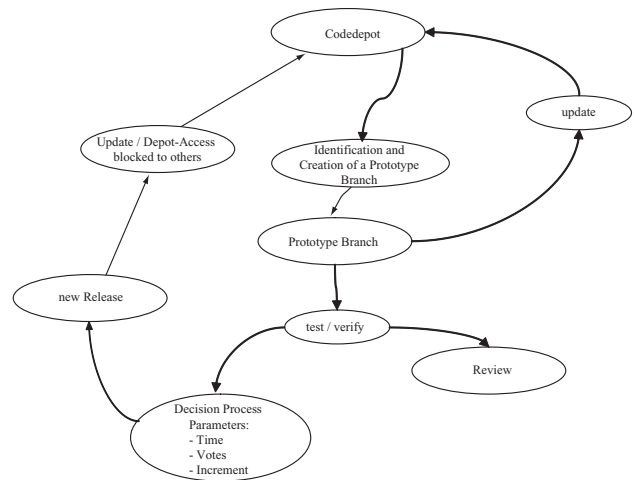 Codedepot
update
Update / Depot-Access
blocked to others
Identification and
Creation of a Prototype
Branch
Prototype Branch
new Release
test / verify
Review
Decision Process
Parameters:
- Time
- Votes
- Increment